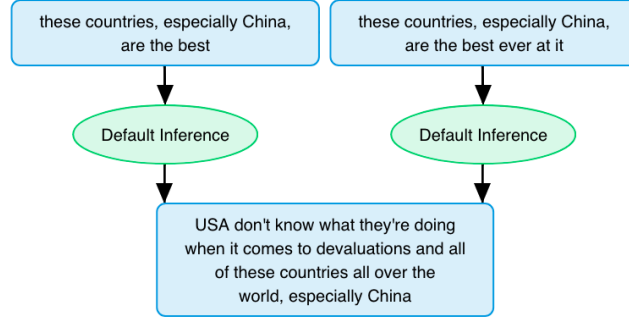 these countries, especially China,
are the best
these countries, especially China,
are the best ever at it
Default Inference
Default Inference
USA don't know what they're doing
when it comes to devaluations and all
of these countries all over the
world, especially China